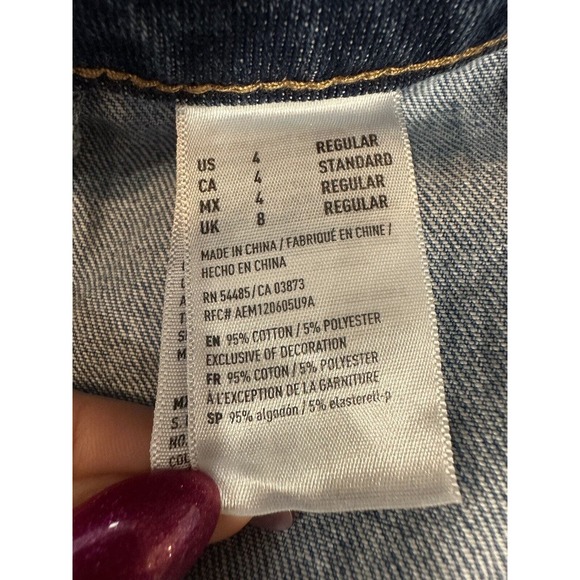 US 4 REGULAR
CA 4 STANDARD
MX 4 REGULAR
UK 8 REGULAR
MADE IN CHINA / FABRIQUÉ EN CHINE /
HECHO EN CHINA
RN 54485/CA 03873
RFC# AEM120605U9A
EN 95% COTTON / 5% POLYESTER
EXCLUSIVE OF DECORATION
FR 95% COTON / 5% POLYESTER
À L'EXCEPTION DE LA GARNITURE
SP 95% algodón / 5% elasterell-p